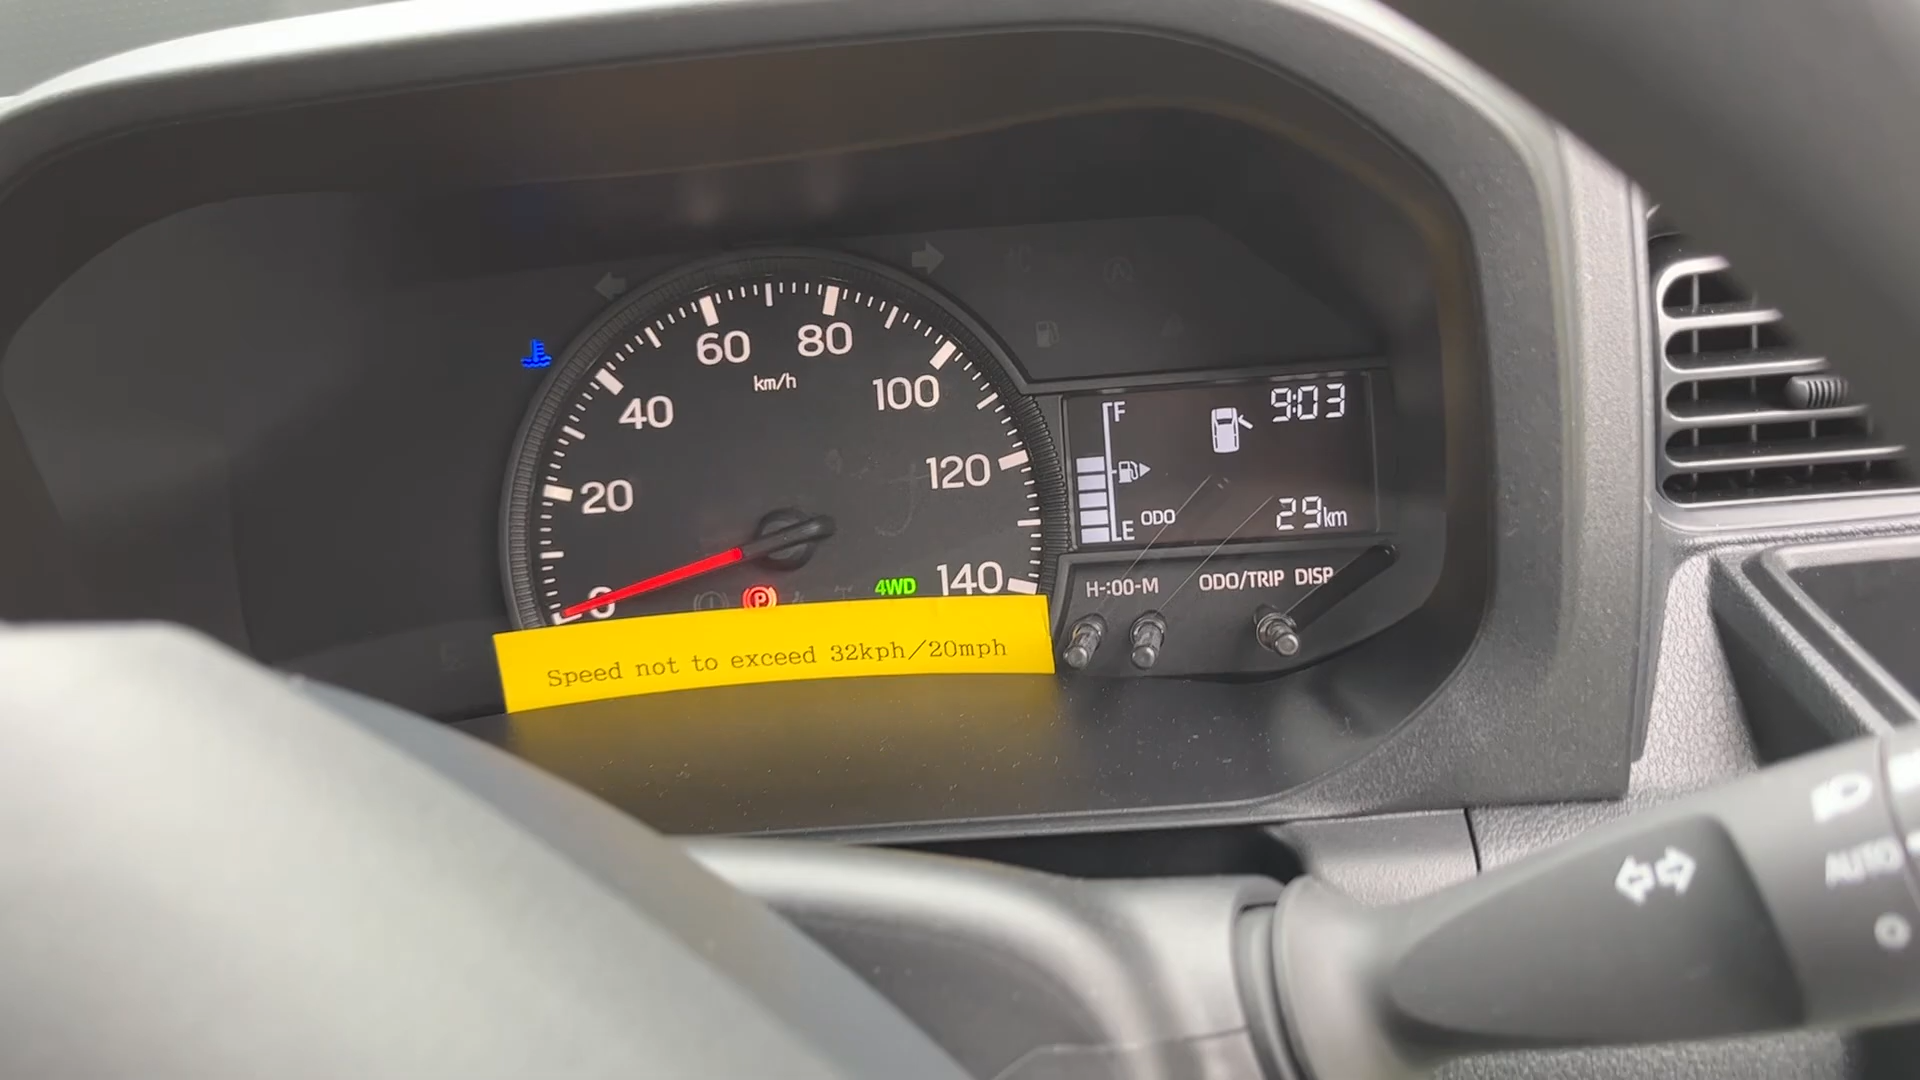 60
80
km/h
40
100
20
120
0
140
P
4WD
F
9:03
E
ODO
29km
H-:00-M
ODO/TRIP DISP
Speed not to exceed 32kph/20mph
AUTO